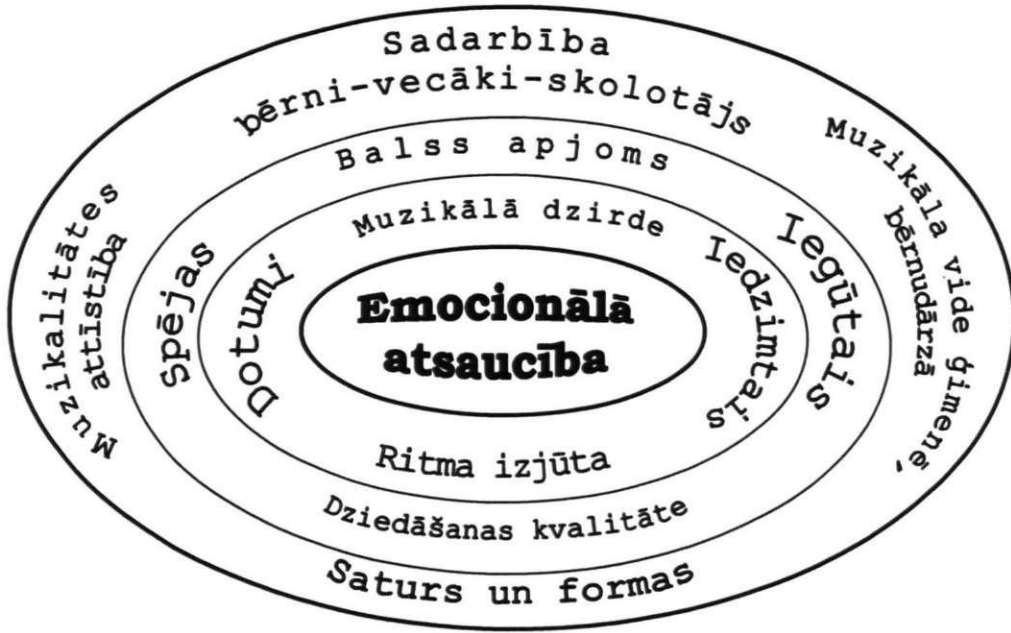 Sadarbība
bērni-vecāki-skolotājs
Muzikalitātes
attīstība
Muzikāla vide ģimenē,
bērnudārzā
Balss apjoms
spējas
Iegūtais
Dziedāšanas kvalitāte
Muzikālā dzirde
Dotumi
Iedzimtais
Ritma izjūta
Emocionālā
atsaucība
Saturs un formas